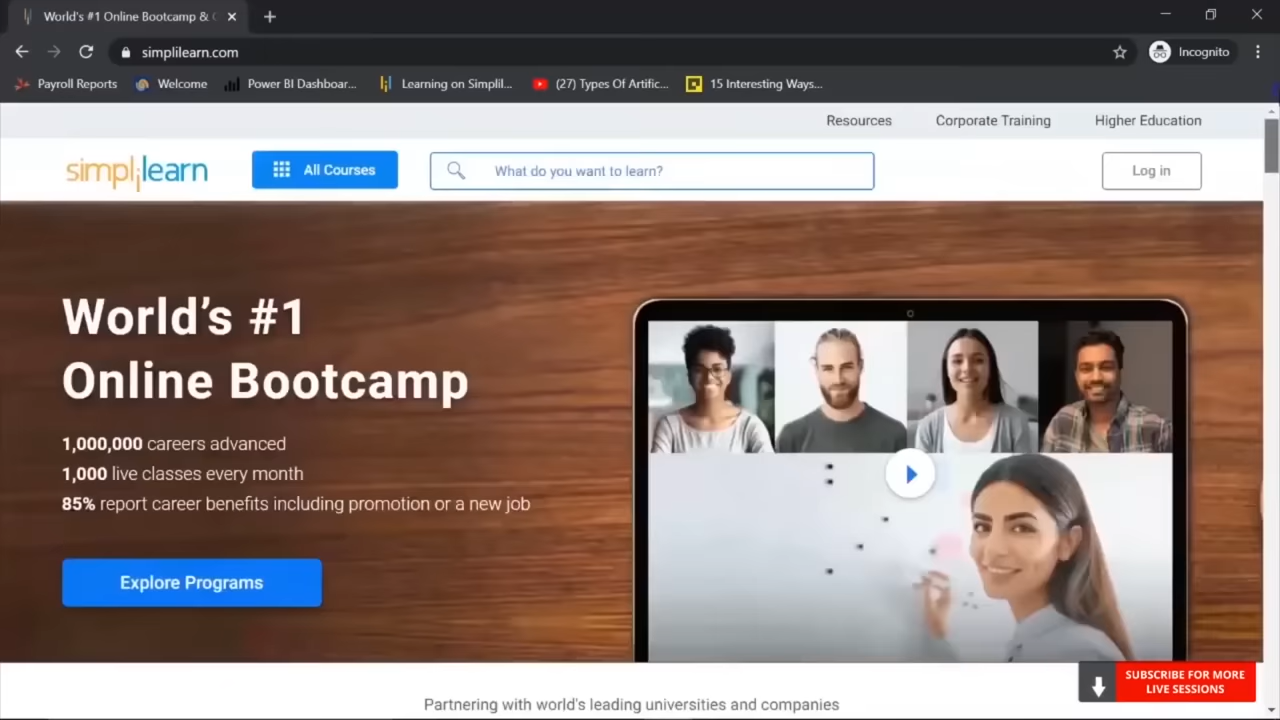 World's #1 Online Bootcamp &
simplilearn.com
Incognito
Payroll Reports
Welcome
Power BI Dashboar...
Learning on Simplil...
(27) Types Of Artific...
15 Interesting Ways...
Resources
Corporate Training
Higher Education
simplilearn
All Courses
What do you want to learn?
Log in
World's #1
Online Bootcamp
1,000,000 careers advanced
1,000 live classes every month
85% report career benefits including promotion or a new job
Explore Programs
SUBSCRIBE FOR MORE
LIVE SESSIONS
Partnering with world's leading universities and companies